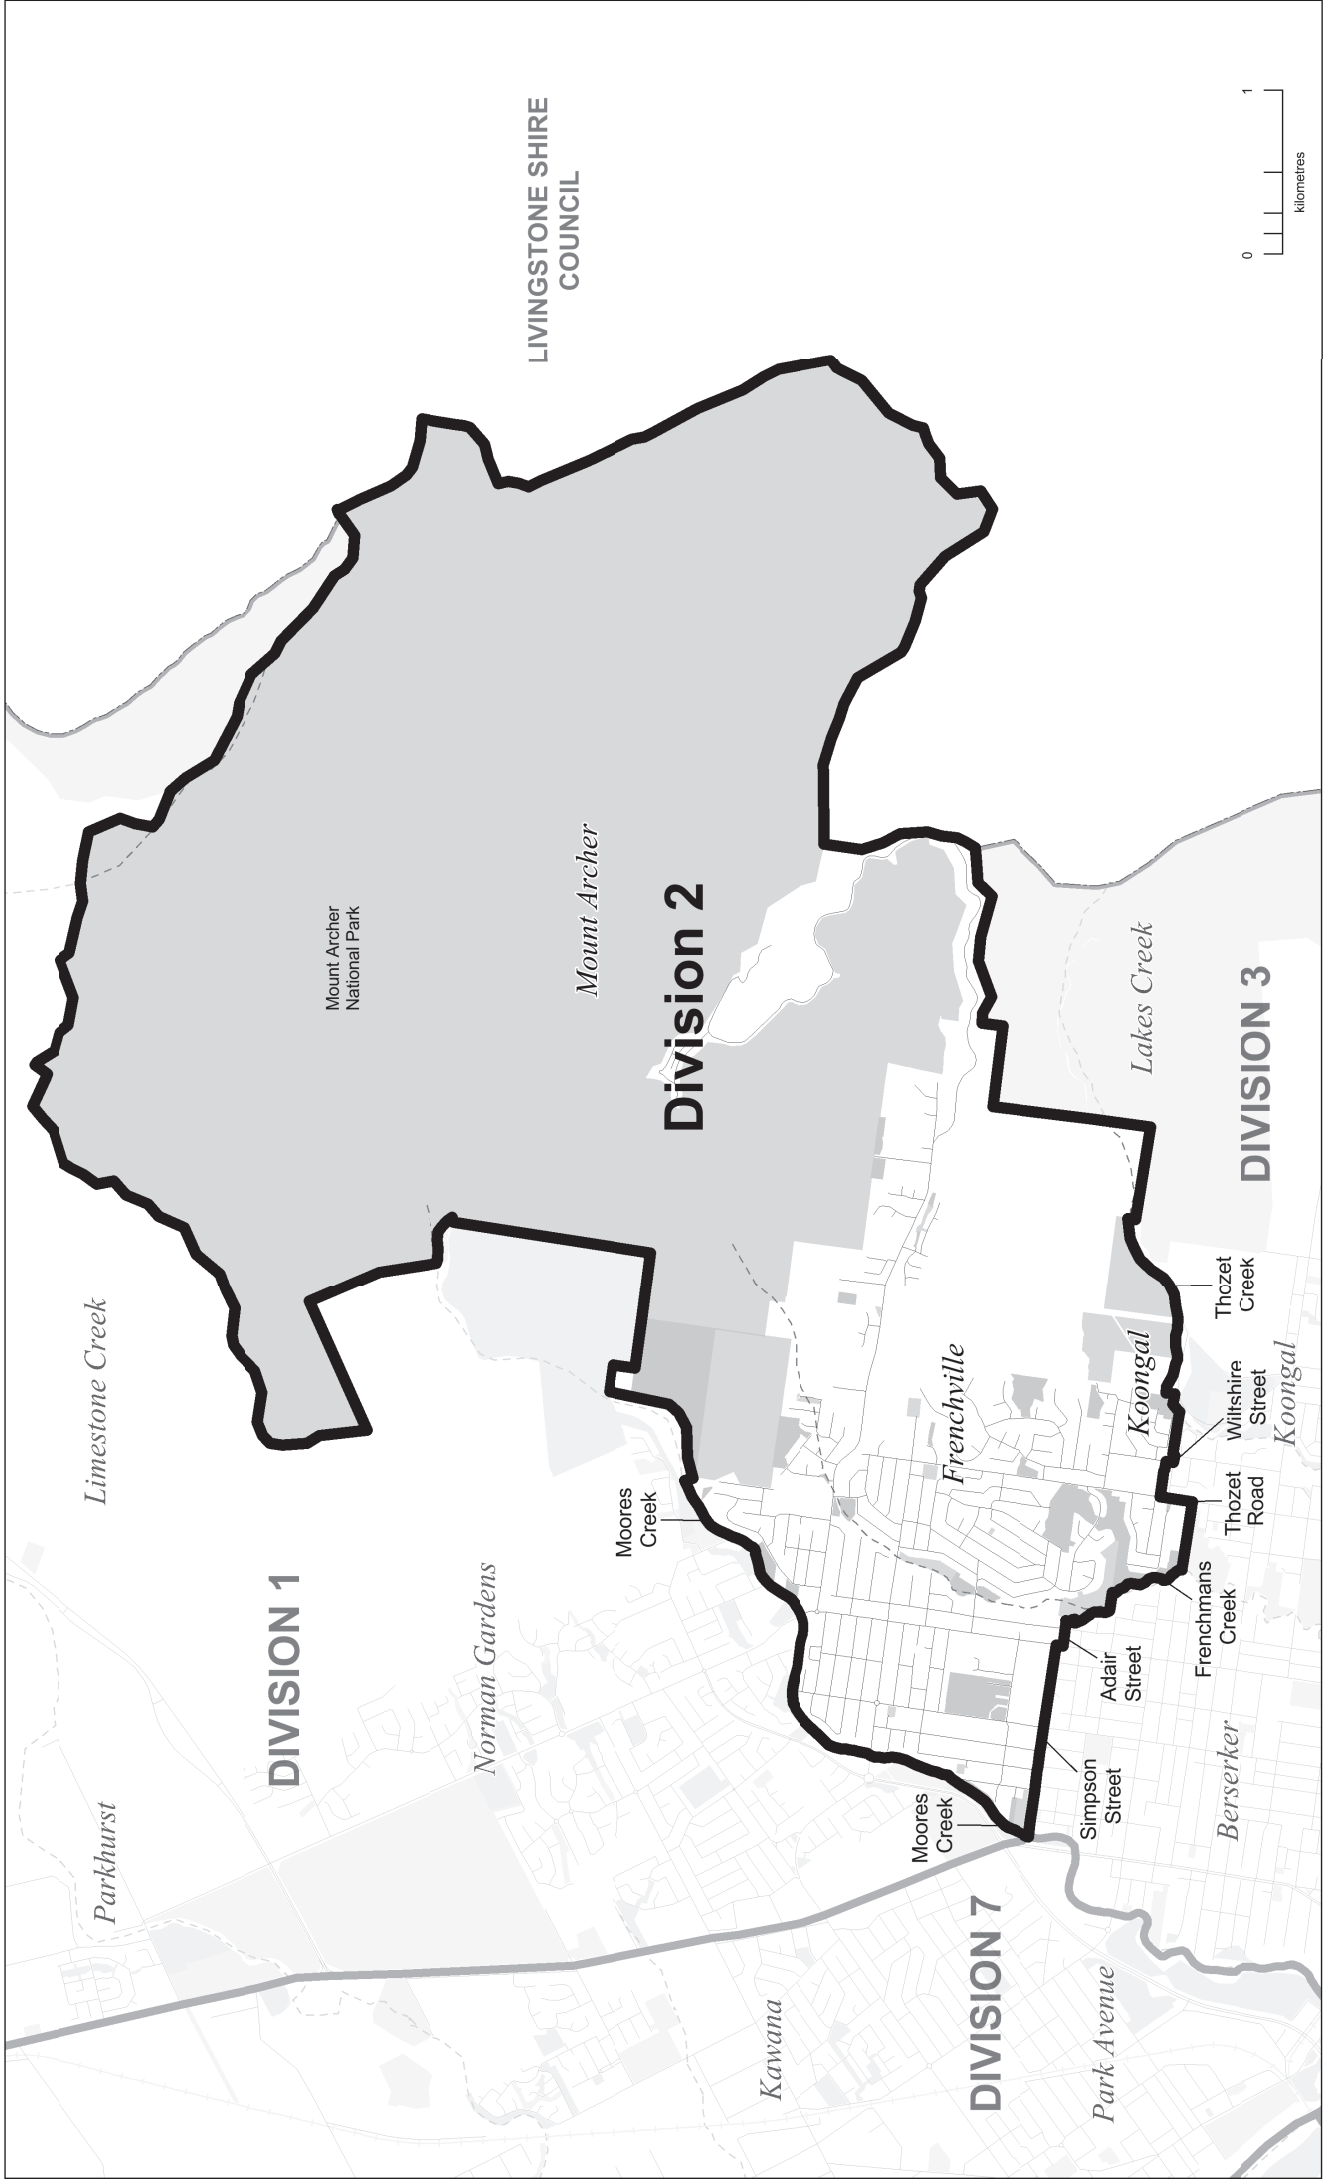 LIVINGSTONE SHIRE
COUNCIL
Limestone Creek
Mount Archer
National Park
Mount Archer
Division 2
DIVISION 1
Parkhurst
Norman Gardens
Moores
Creek
Frenchville
Koongal
Lakes Creek
DIVISION 3
Thozet
Creek
Wiltshire
Street
Koongal
Thozet
Road
Frenchmans
Creek
Adair
Street
Simpson
Street
Berserker
Moores
Creek
DIVISION 7
Kawana
Park Avenue
0
1
kilometres